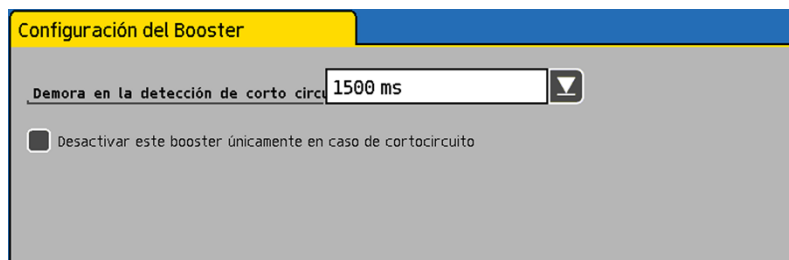 Configuración del Booster
Demora en la detección de corto 1500 ms
Desactivar este booster únicamente en caso de cortocircuito